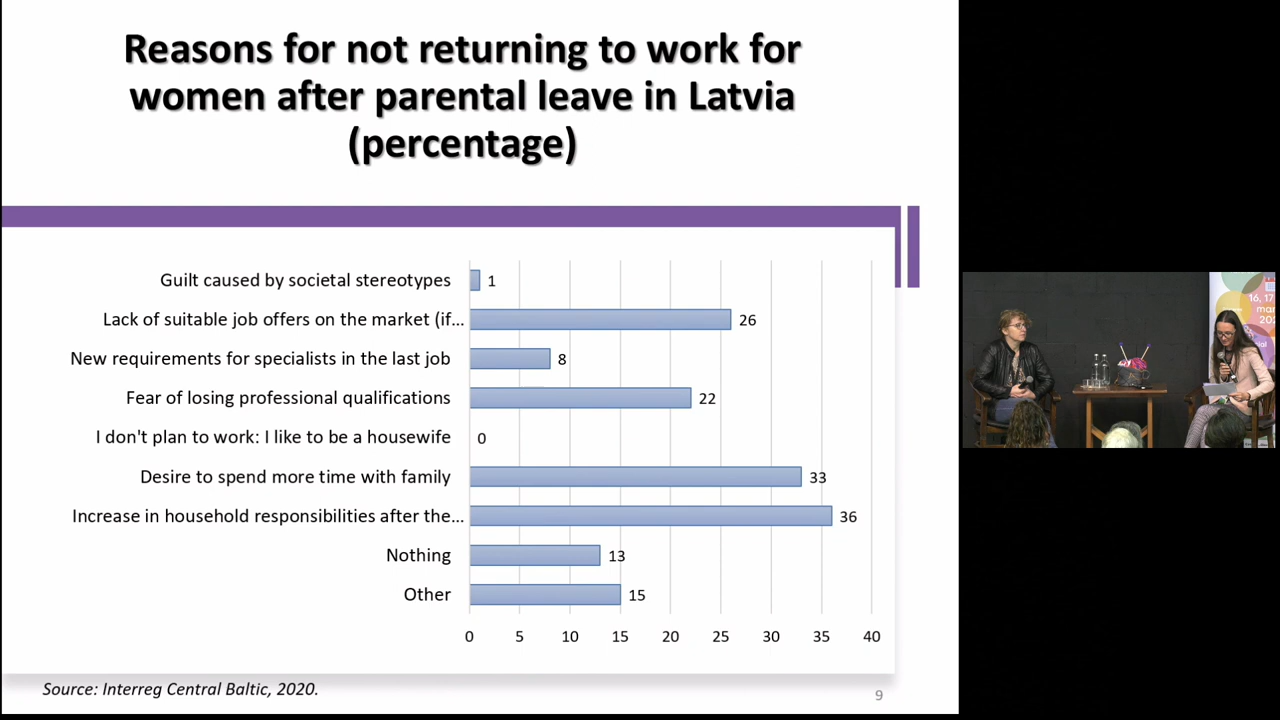 Reasons for not returning to work for
women after parental leave in Latvia
(percentage)
Guilt caused by societal stereotypes 1
Lack of suitable job offers on the market (if... 26
New requirements for specialists in the last job 8
Fear of losing professional qualifications 22
I don't plan to work: I like to be a housewife 0
Desire to spend more time with family 33
Increase in household responsibilities after the... 36
Nothing 13
Other 15
0 5 10 15 20 25 30 35 40
Source: Interreg Central Baltic, 2020.
9
16, 17